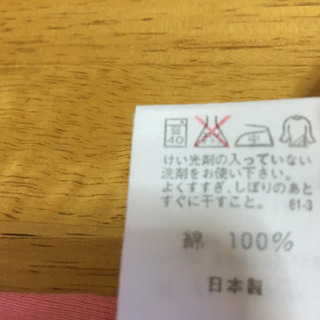 弱
40
中
けい光剤の入っていない
洗剤をお使い下さい。
よくすすぎ、しぼりのあと
すぐに干すこと。 61-3
綿 100%
日本製